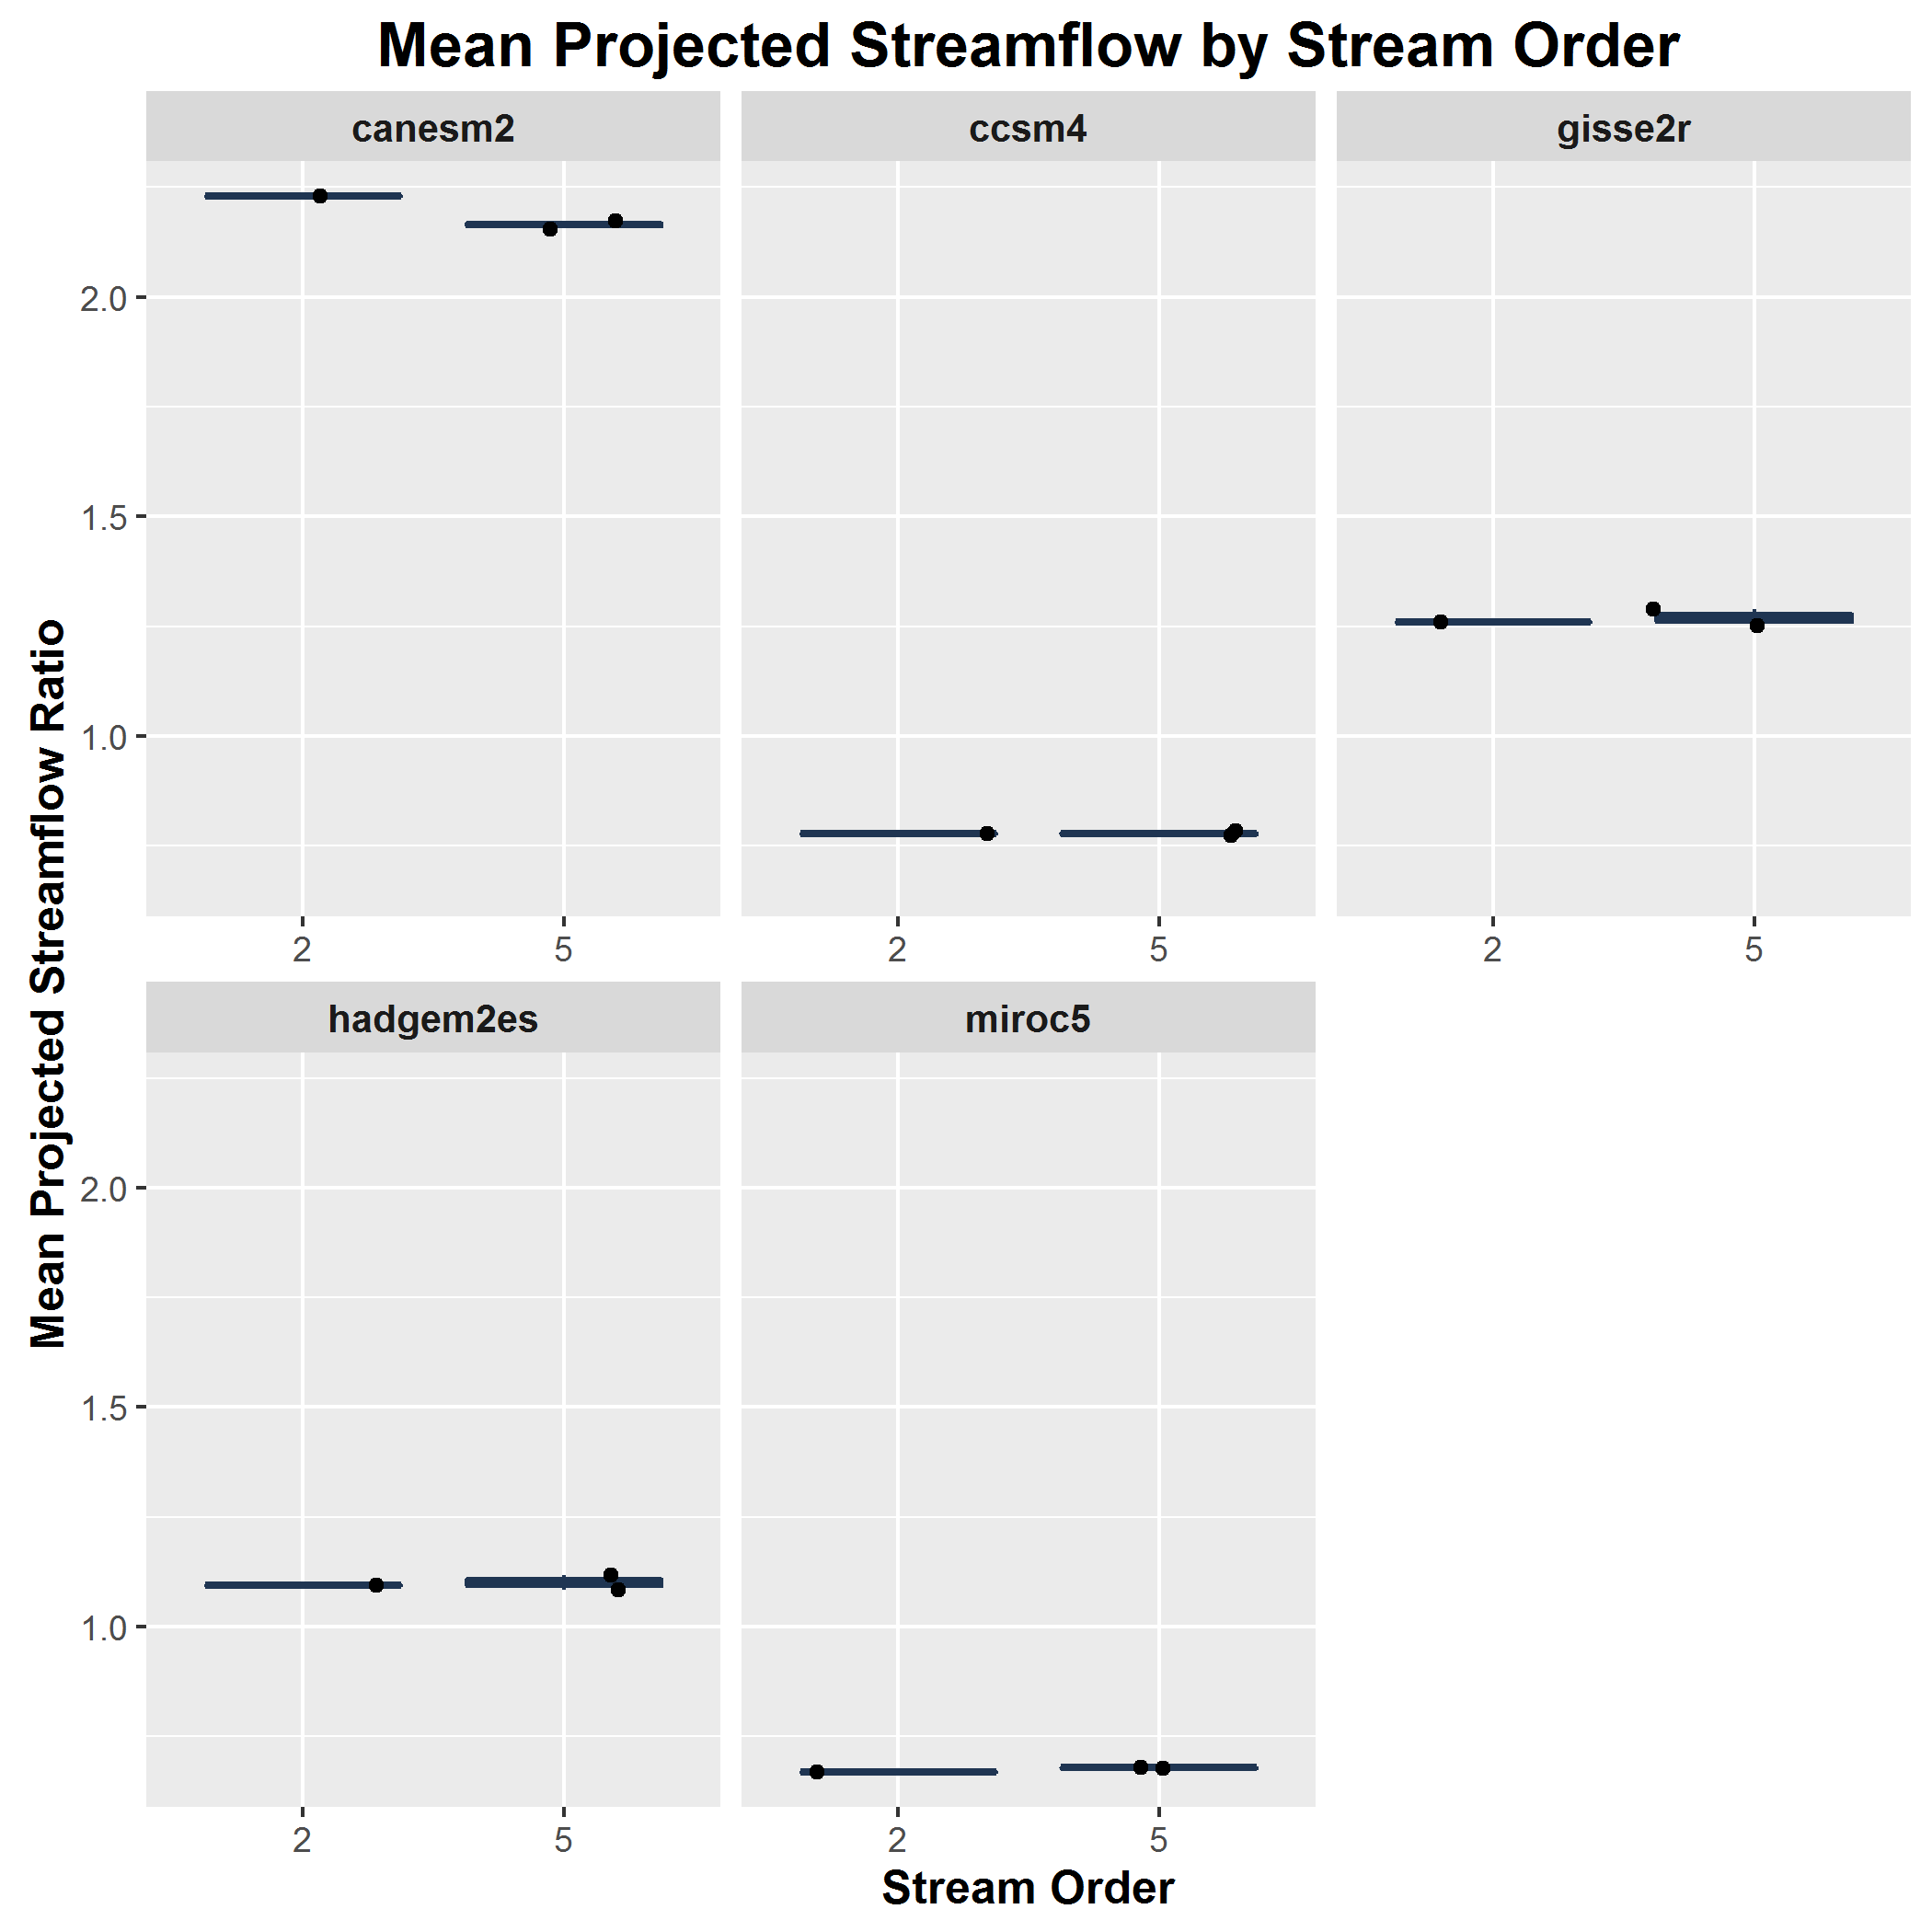 Mean Projected Streamflow by Stream Order
canesm2
ccsm4
gisse2r
Mean Projected Streamflow Ratio
2.0
1.5
1.0
2
5
2
5
2
5
hadgem2es
miroc5
2.0
1.5
1.0
2
5
2
5
Stream Order